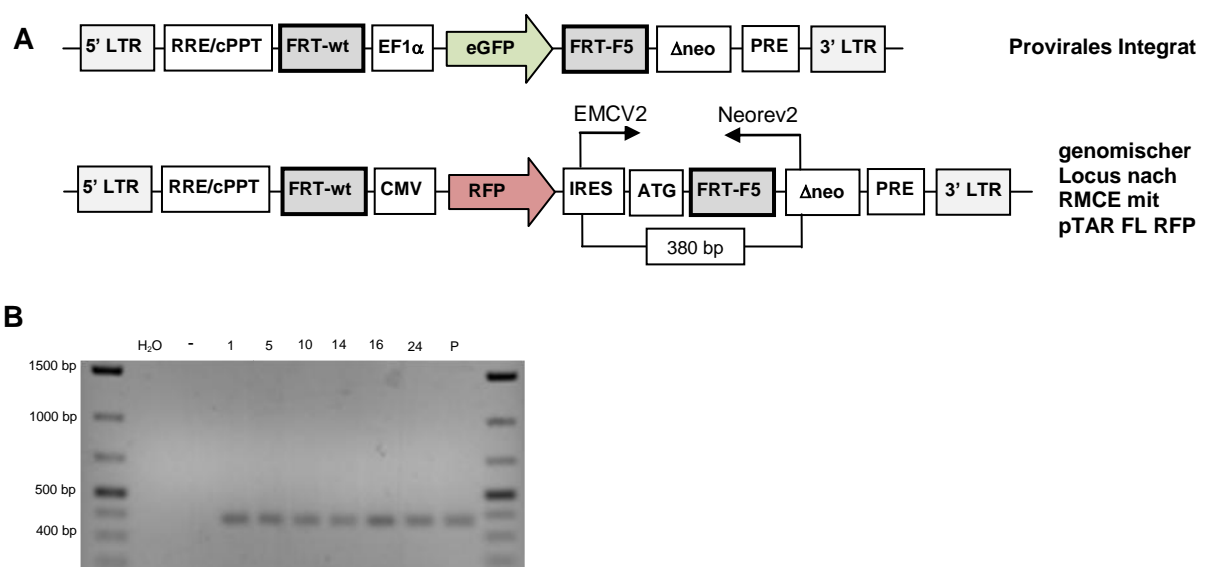 A
5' LTR RRE/cPPT FRT-wt EF1α eGFP FRT-F5 Δneo PRE 3' LTR
Provirales Integrat
EMCV2 Neorev2
5' LTR RRE/cPPT FRT-wt CMV RFP IRES ATG FRT-F5 Δneo PRE 3' LTR
genomischer
Locus nach
RMCE mit
pTAR FL RFP
380 bp
B
H₂O - 1 5 10 14 16 24 P
1500 bp
1000 bp
500 bp
400 bp